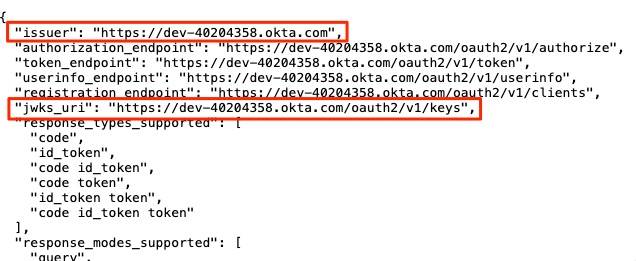 {
"issuer": "https://dev-40204358.okta.com",
"authorization_endpoint": "https://dev-40204358.okta.com/oauth2/v1/authorize",
"token_endpoint": "https://dev-40204358.okta.com/oauth2/v1/token",
"userinfo_endpoint": "https://dev-40204358.okta.com/oauth2/v1/userinfo",
"registration_endpoint": "https://dev-40204358.okta.com/oauth2/v1/clients",
"jwks_uri": "https://dev-40204358.okta.com/oauth2/v1/keys",
"response_types_supported": [
"code",
"id_token",
"code id_token",
"code token",
"id_token token",
"code id_token token"
],
"response_modes_supported": [
"query",